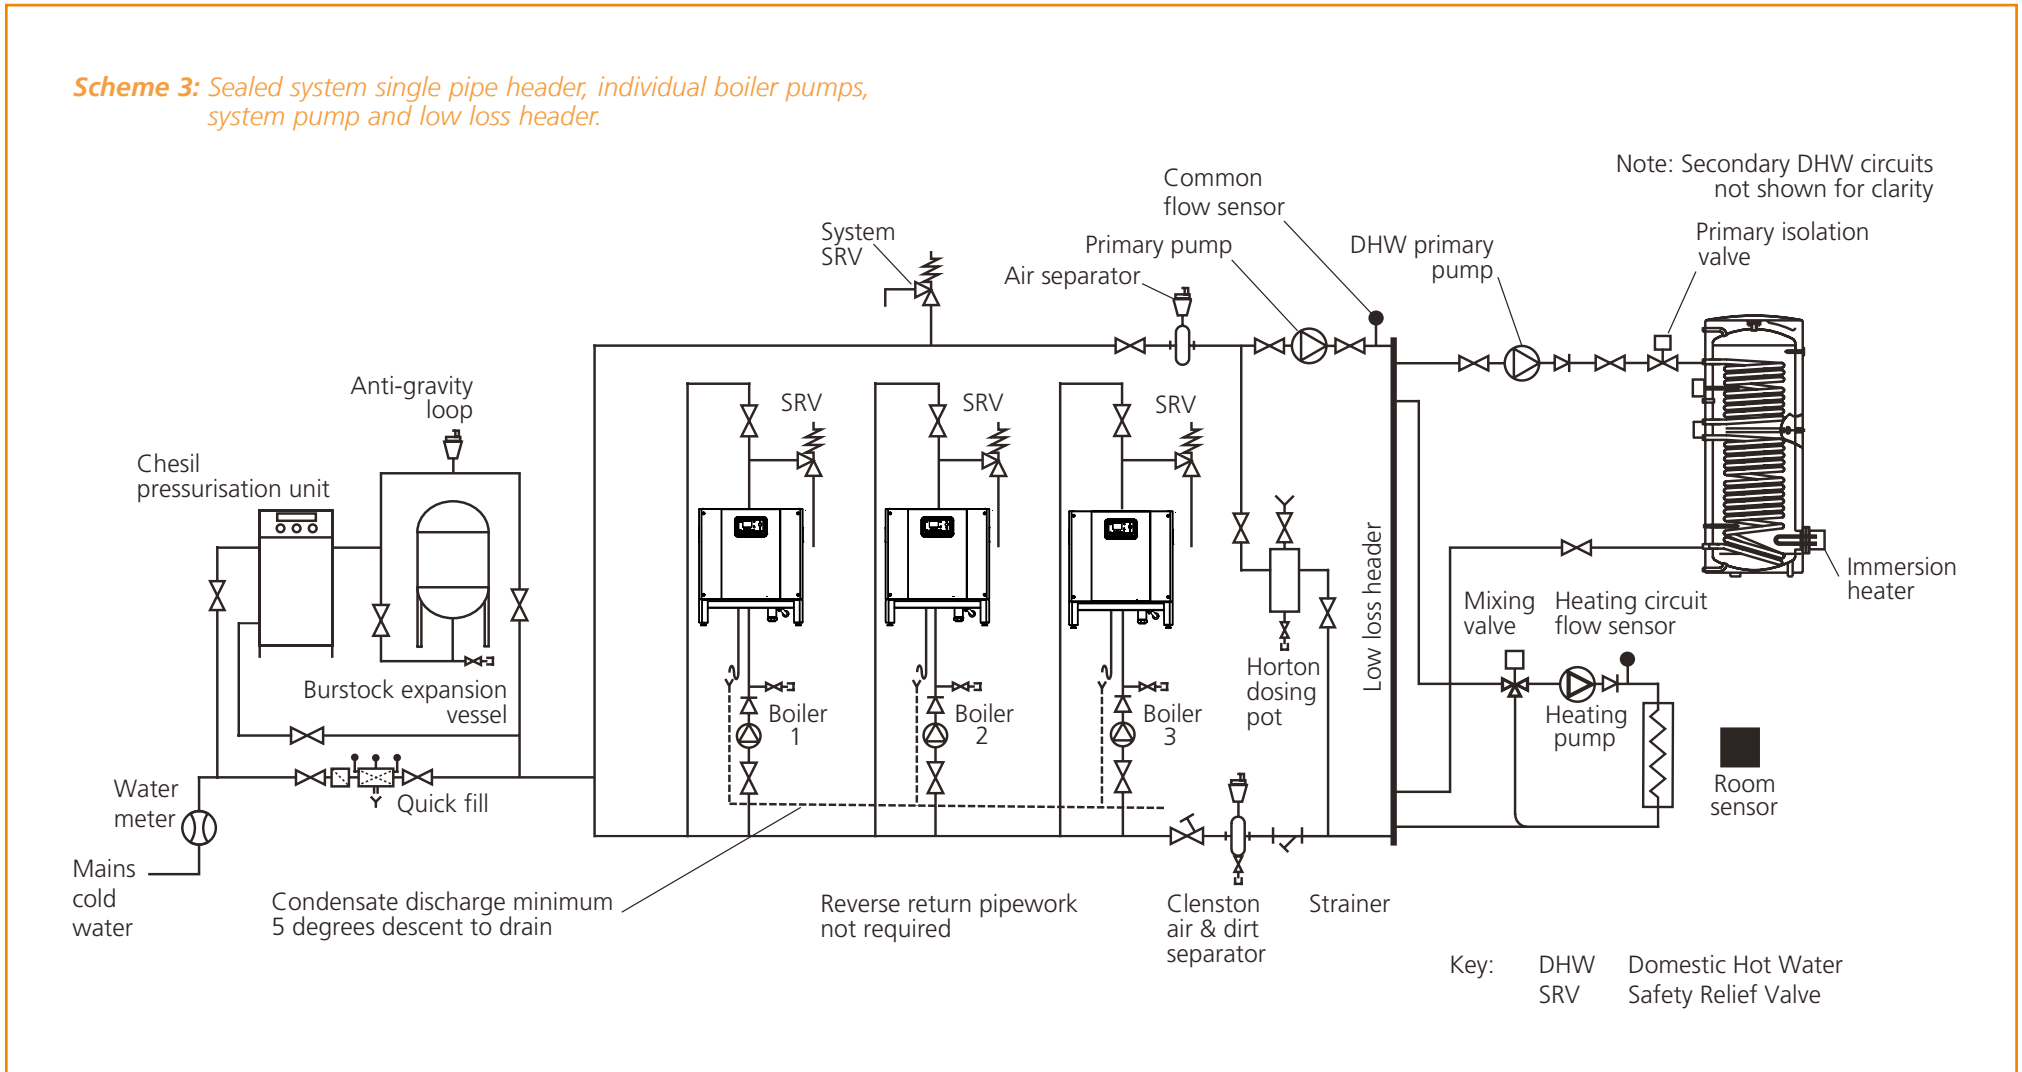 Scheme 3: Sealed system single pipe header, individual boiler pumps,
system pump and low loss header.
Note: Secondary DHW circuits
not shown for clarity
Common
flow sensor
System
SRV
Primary pump
Air separator
DHW primary
pump
Primary isolation
valve
Anti-gravity
loop
SRV
SRV
SRV
Chesil
pressurisation unit
Low loss header
Immersion
heater
Mixing
valve
Heating circuit
flow sensor
Horton
dosing
pot
Burstock expansion
vessel
Boiler
1
Boiler
2
Boiler
3
Heating
pump
Room
sensor
Water
meter
Quick fill
Mains
cold
water
Condensate discharge minimum
5 degrees descent to drain
Reverse return pipework
not required
Clenston
air & dirt
separator
Strainer
Key: DHW Domestic Hot Water
SRV Safety Relief Valve